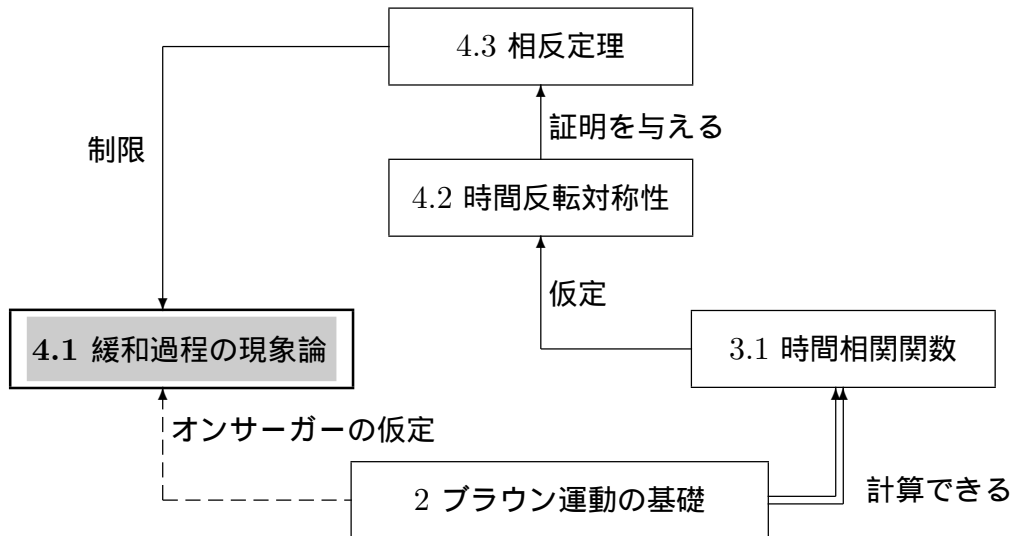 4.3 相反定理
証明を与える
制限
4.2 時間反転対称性
仮定
4.1 緩和過程の現象論
3.1 時間相関関数
オンサーガーの仮定
2 ブラウン運動の基礎
計算できる